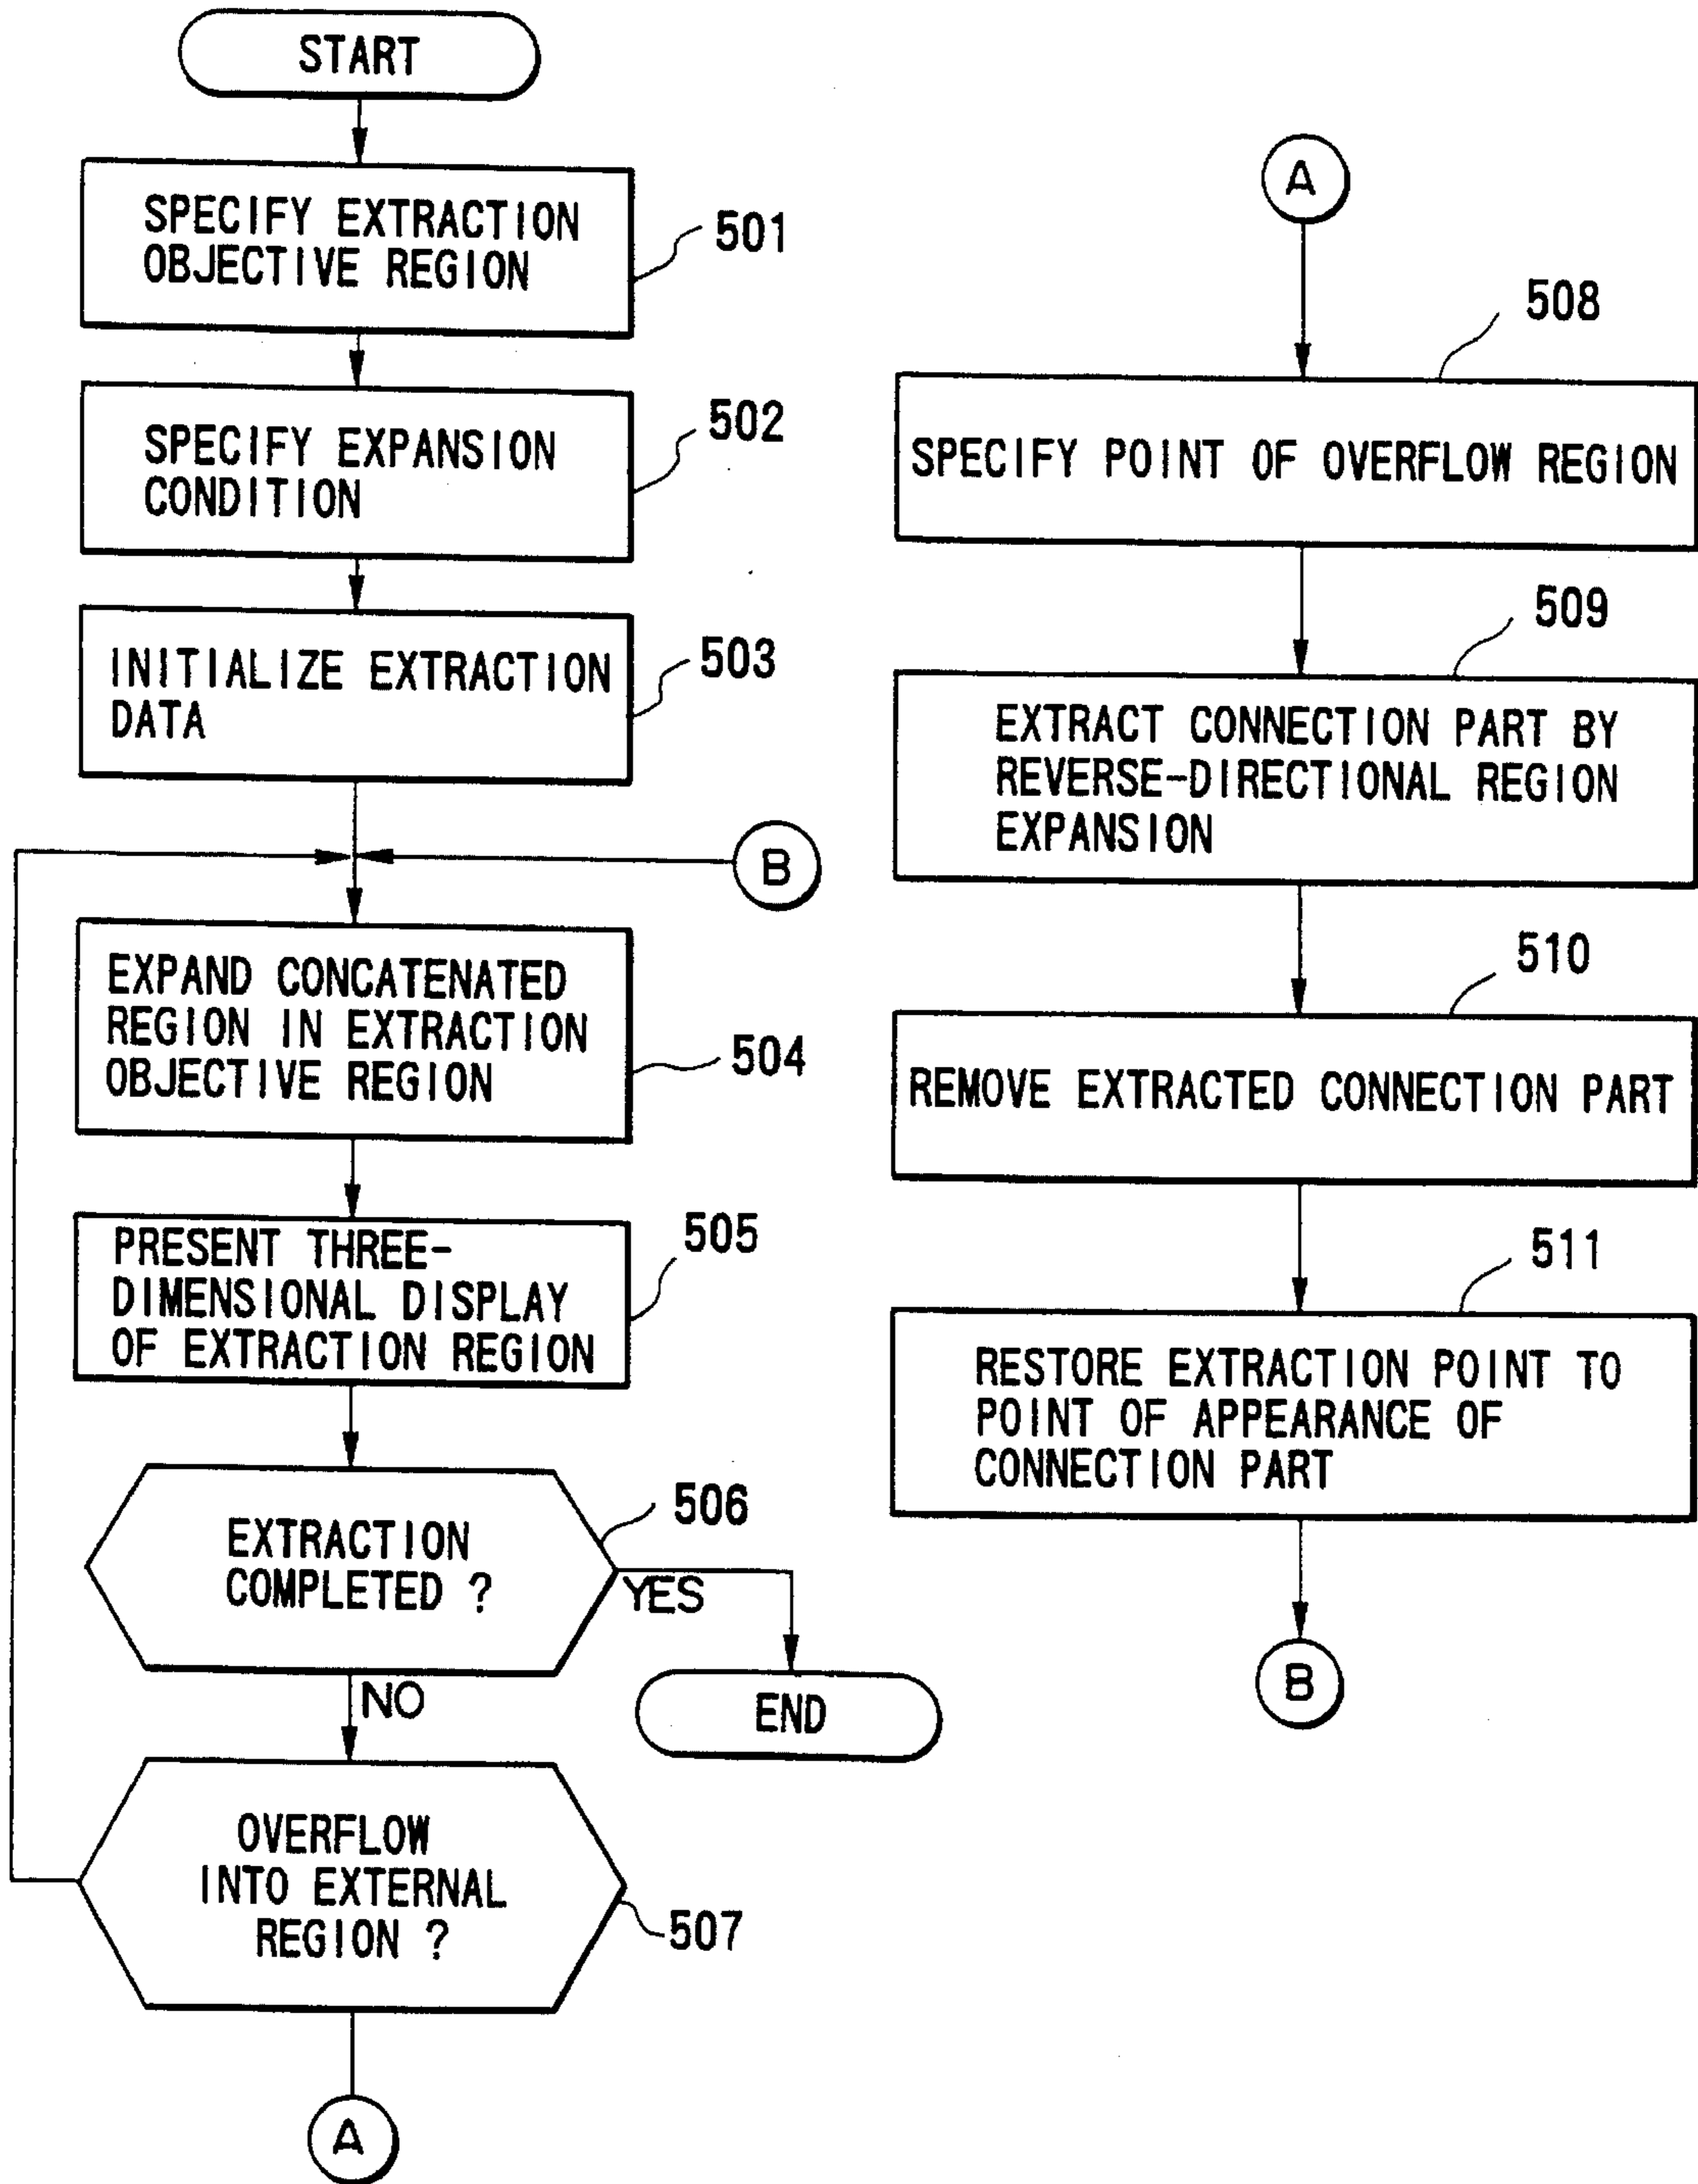 START
SPECIFY EXTRACTION
OBJECTIVE REGION
501
SPECIFY EXPANSION
CONDITION
502
INITIALIZE EXTRACTION
DATA
503
B
EXPAND CONCATENATED
REGION IN EXTRACTION
OBJECTIVE REGION
504
PRESENT THREE-
DIMENSIONAL DISPLAY
OF EXTRACTION REGION
505
EXTRACTION
COMPLETED ?
506
YES
END
NO
OVERFLOW
INTO EXTERNAL
REGION ?
507
A
A
508
SPECIFY POINT OF OVERFLOW REGION
509
EXTRACT CONNECTION PART BY
REVERSE-DIRECTIONAL REGION
EXPANSION
510
REMOVE EXTRACTED CONNECTION PART
511
RESTORE EXTRACTION POINT TO
POINT OF APPEARANCE OF
CONNECTION PART
B